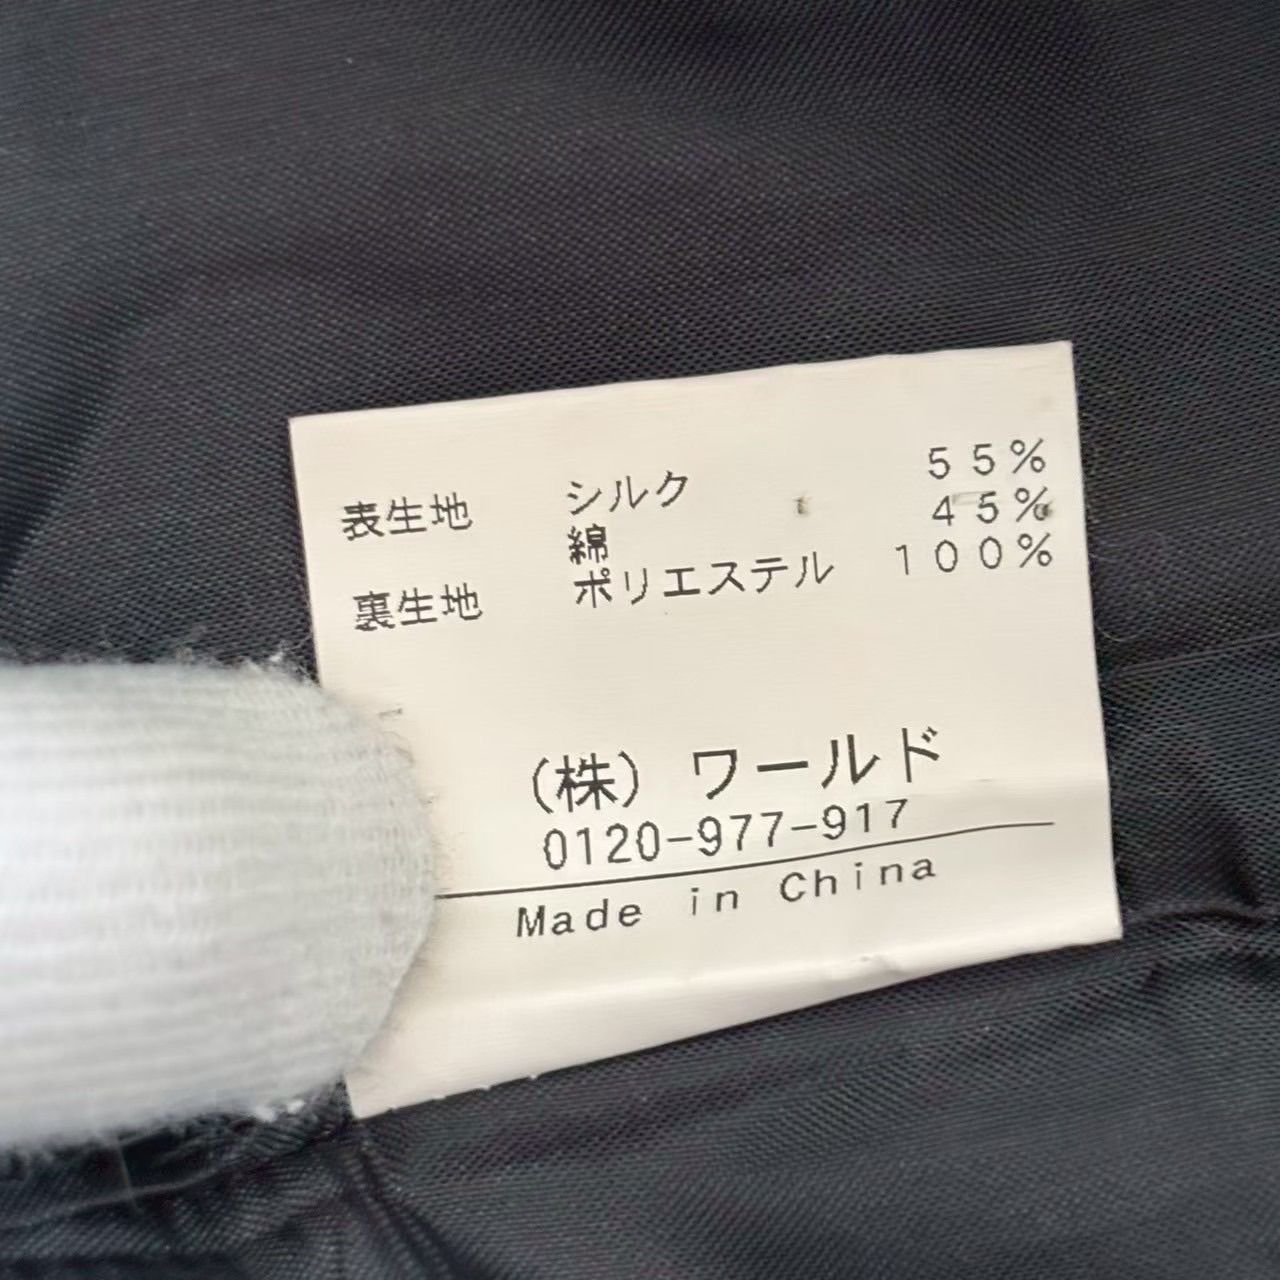 表生地 シルク 55%
綿 45%
裏生地 ポリエステル 100%
(株) ワールド
0120-977-917
Made in China